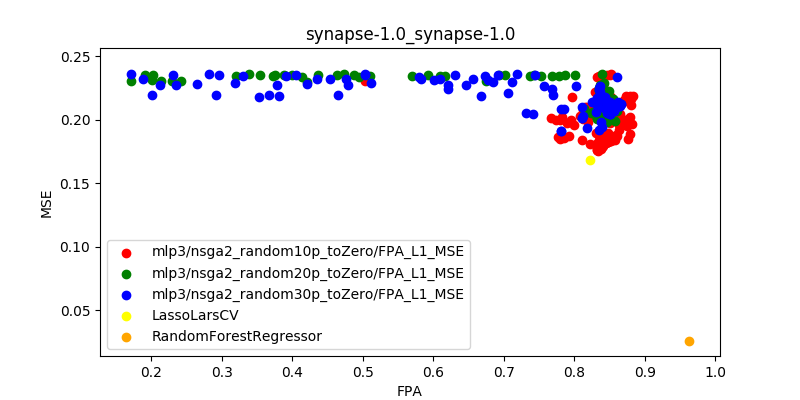 synapse-1.0_synapse-1.0
0.25
0.20
0.15
0.10
0.05
MSE
mlp3/nsga2_random10p_toZero/FPA_L1_MSE
mlp3/nsga2_random20p_toZero/FPA_L1_MSE
mlp3/nsga2_random30p_toZero/FPA_L1_MSE
LassoLarsCV
RandomForestRegressor
0.2 0.3 0.4 0.5 0.6 0.7 0.8 0.9 1.0
FPA